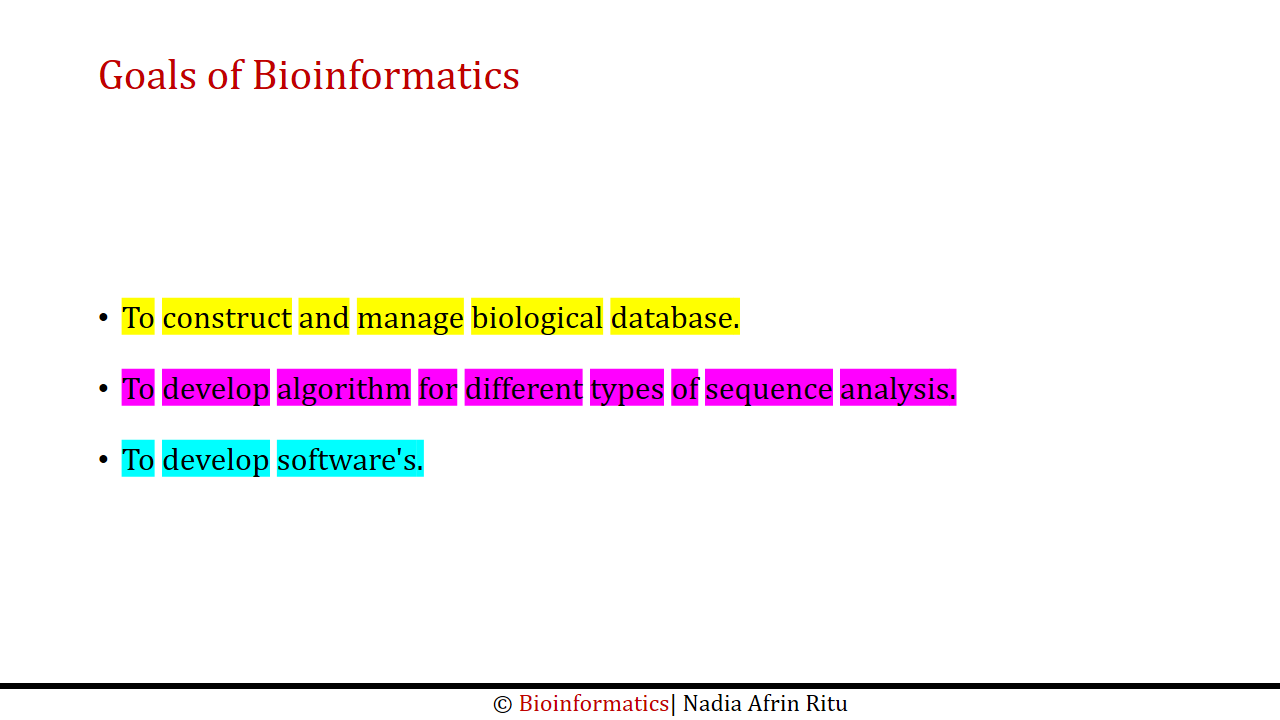 Goals of Bioinformatics
• To construct and manage biological database.
• To develop algorithm for different types of sequence analysis.
• To develop software's.
© Bioinformatics| Nadia Afrin Ritu